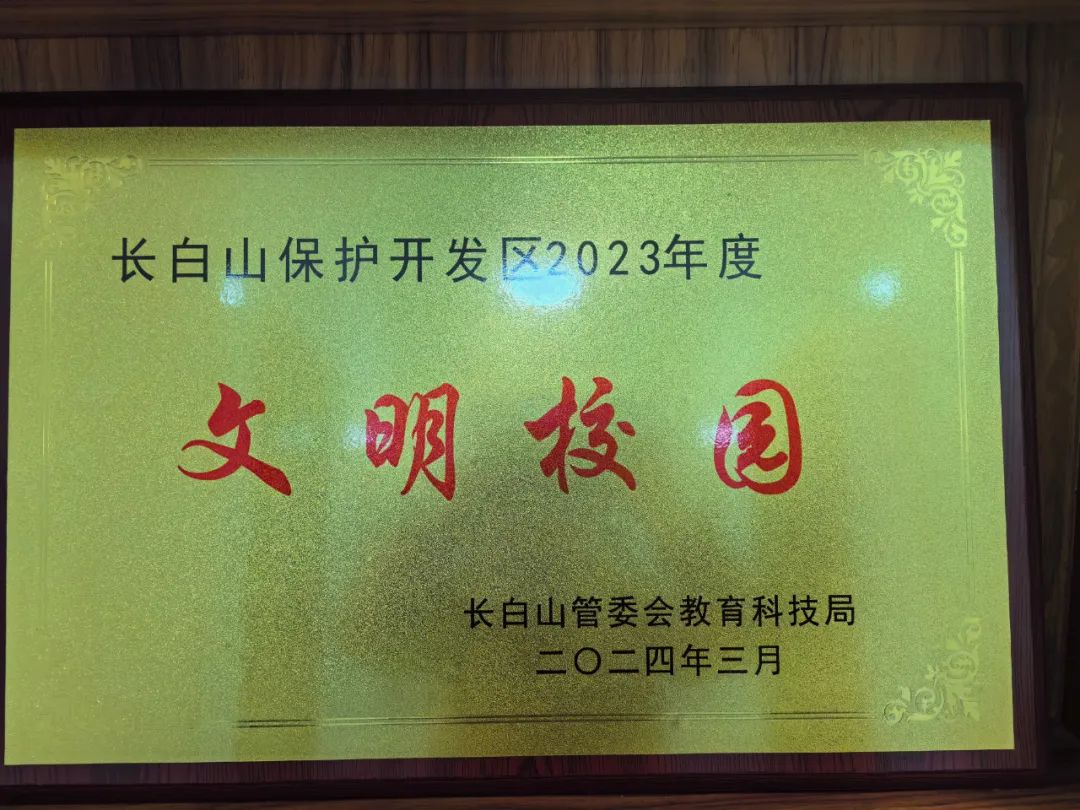 长白山保护开发区2023年度
文明校园
长白山管委会教育科技局
二〇二四年三月